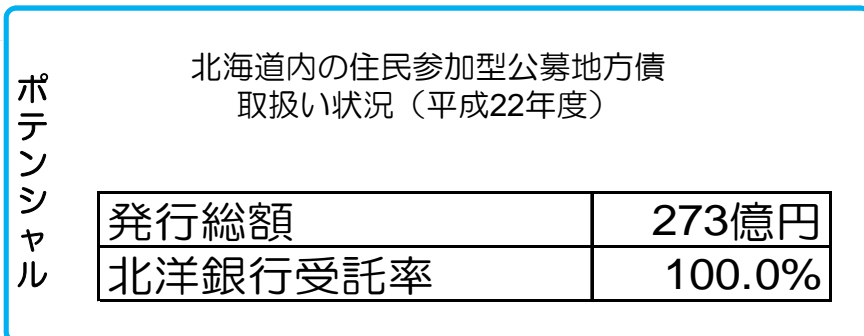 ポテンシャル
北海道内の住民参加型公募地方債
取扱い状況（平成22年度）
発行総額 273億円
北洋銀行受託率 100.0%